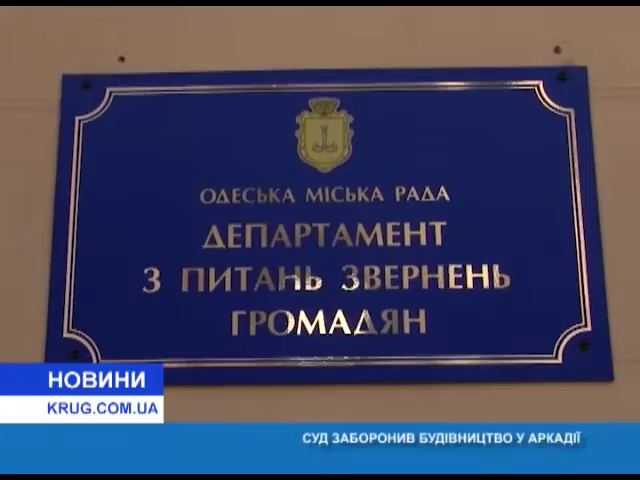 ОДЕСЬКА МІСЬКА РАДА
ДЕПАРТАМЕНТ
З ПИТАНЬ ЗВЕРНЕНЬ
ГРОМАДЯН
НОВИНИ
KRUG.COM.UA
СУД ЗАБОРОНИВ БУДІВНИЦТВО У АРКАДІЇ